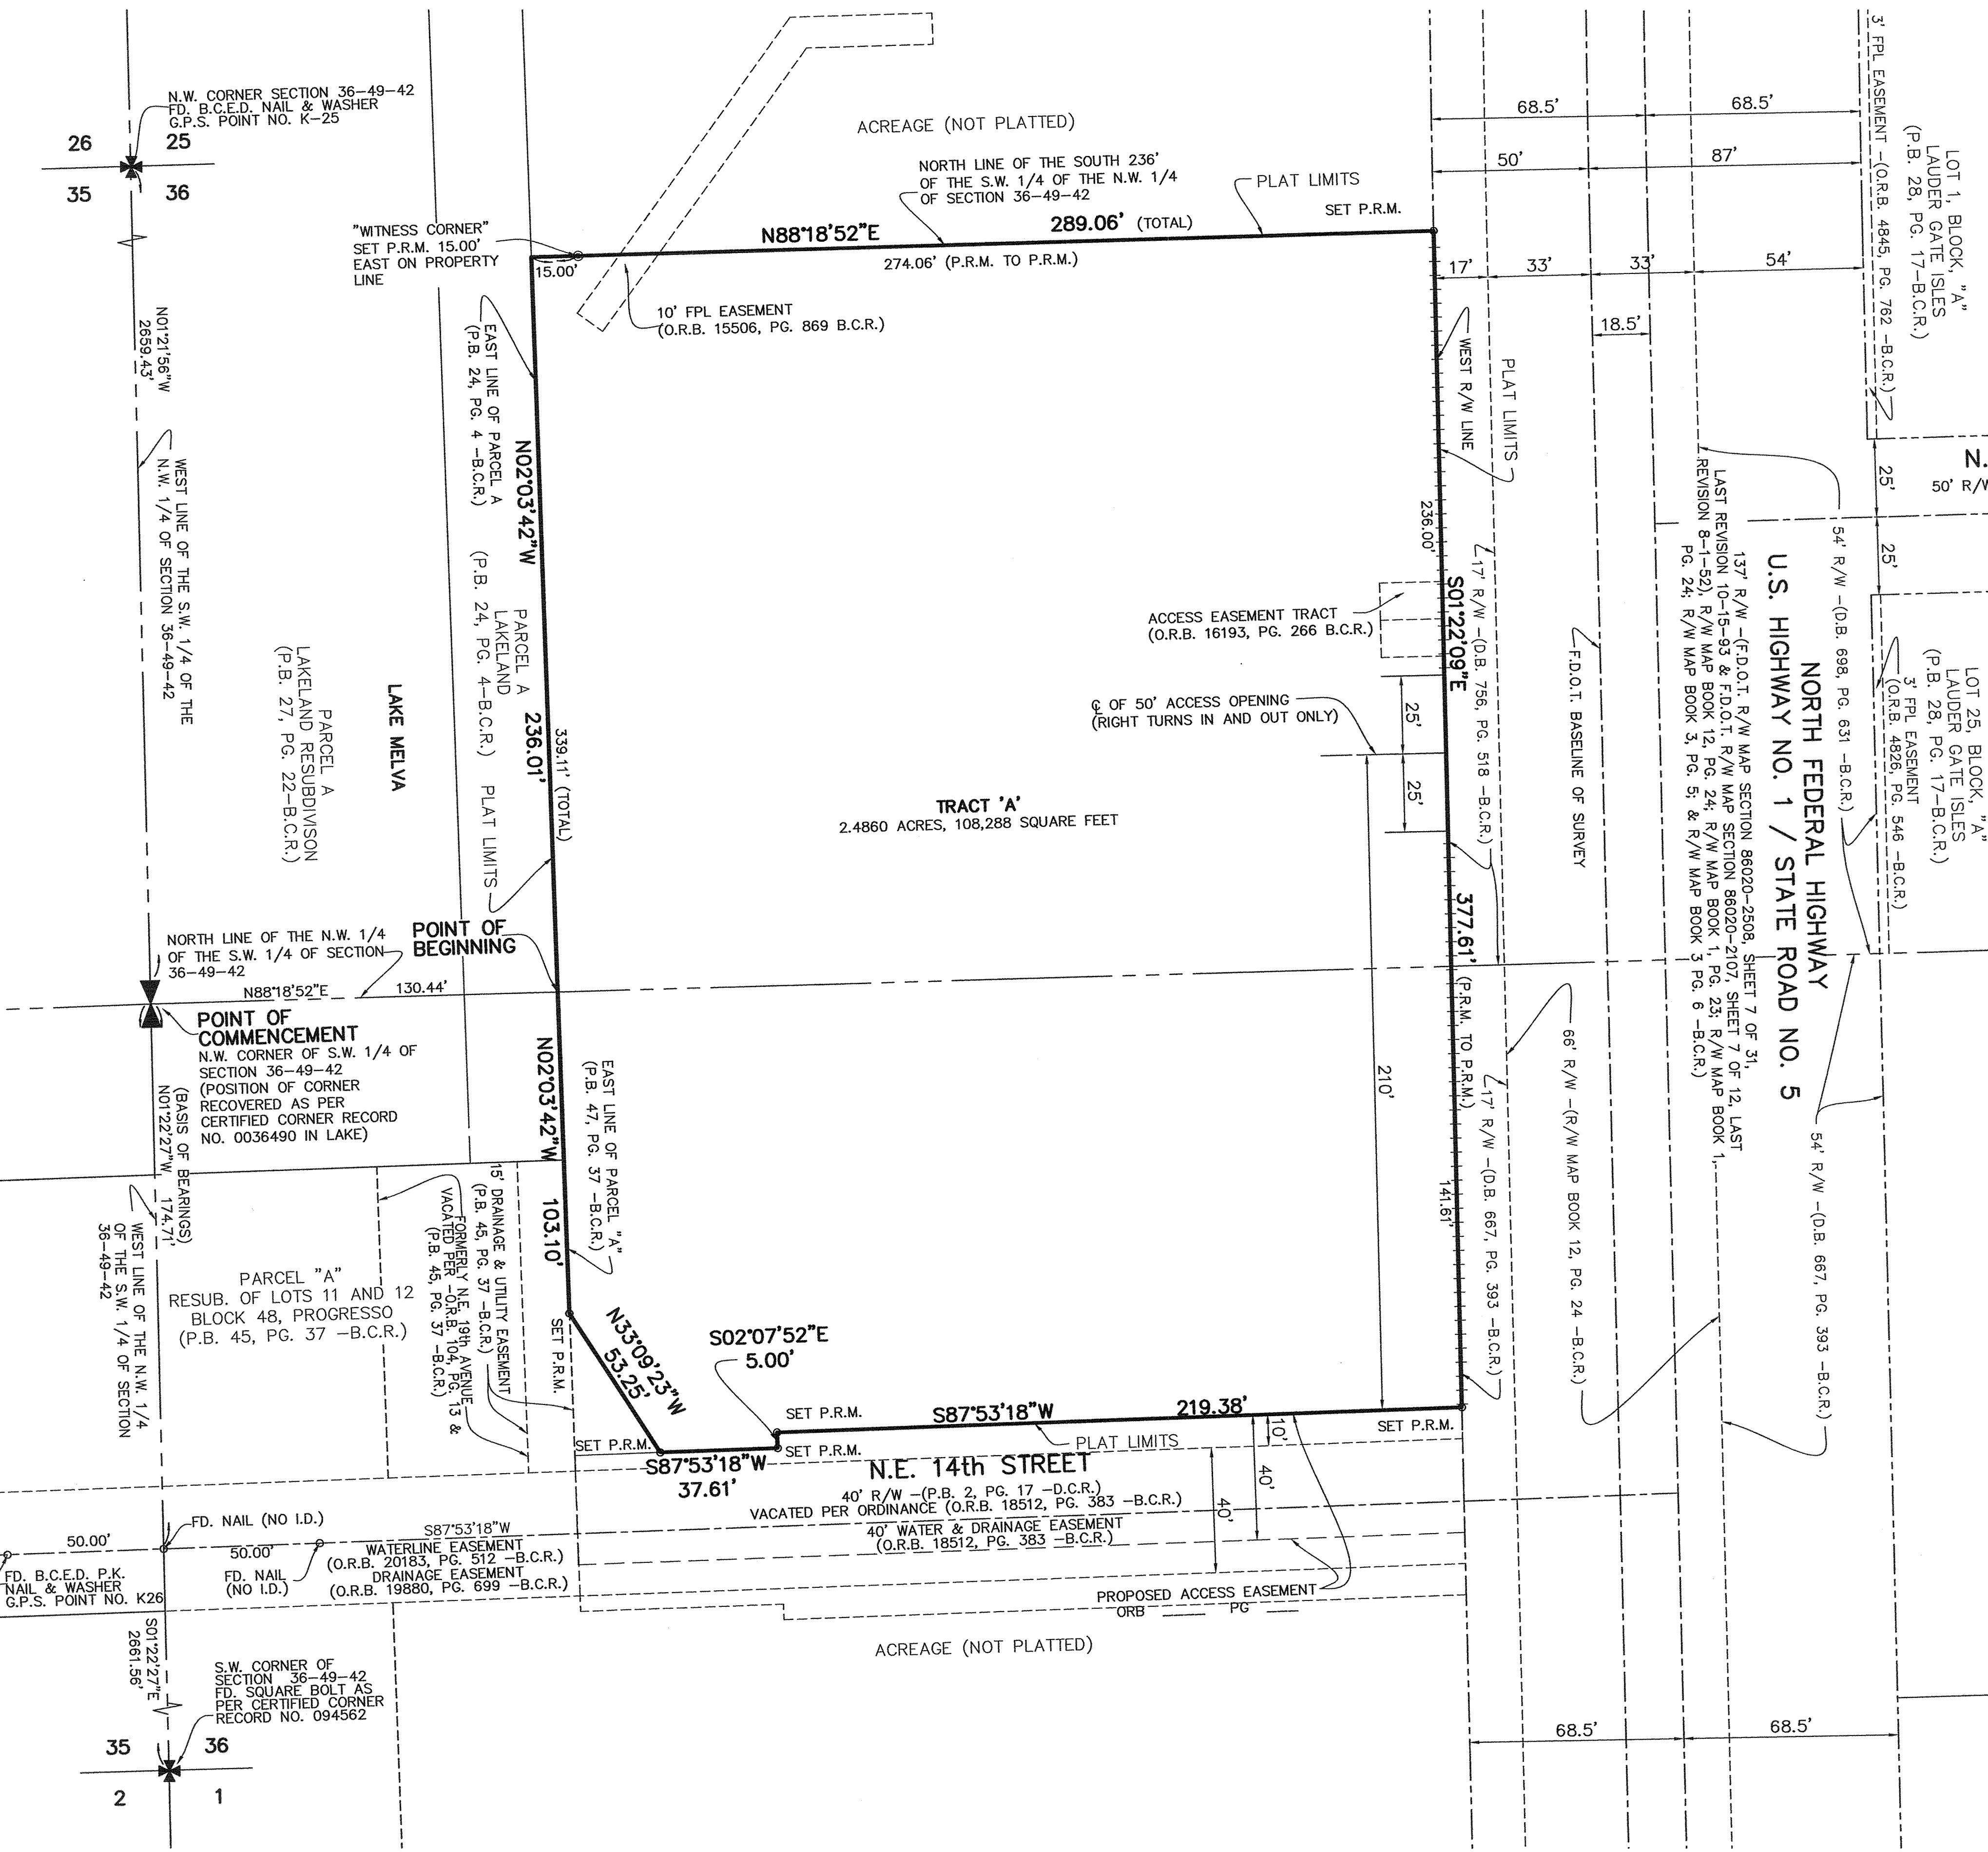 N.W. CORNER SECTION 36-49-42
FD. B.C.E.D. NAIL & WASHER
G.P.S. POINT NO. K-25
26
25
35
36
ACREAGE (NOT PLATTED)
NORTH LINE OF THE SOUTH 236'
OF THE S.W. 1/4 OF THE N.W. 1/4
OF SECTION 36-49-42
PLAT LIMITS
SET P.R.M.
"WITNESS CORNER"
SET P.R.M. 15.00'
EAST ON PROPERTY
LINE
N88°18'52"E
289.06' (TOTAL)
15.00'
274.06' (P.R.M. TO P.R.M.)
10' FPL EASEMENT
(O.R.B. 15506, PG. 869 B.C.R.)
68.5'
68.5'
50'
87'
17'
33'
33'
54'
18.5'
3' FPL EASEMENT -(O.R.B. 4845, PG. 762 -B.C.R.)
LOT 1, BLOCK, "A"
LAUDER GATE ISLES
(P.B. 28, PG. 17-B.C.R.)
25'
25'
N.
50' R/W
N01°21'56"W
2659.43'
WEST LINE OF THE S.W. 1/4 OF THE
N.W. 1/4 OF SECTION 36-49-42
EAST LINE OF PARCEL A
(P.B. 24, PG. 4 -B.C.R.)
N02°03'42"W
236.01'
339.11' (TOTAL)
PARCEL A
LAKELAND
(P.B. 24, PG. 4-B.C.R.)
PLAT LIMITS
LAKE MELVA
PARCEL A
LAKELAND RESUBDIVISON
(P.B. 27, PG. 22-B.C.R.)
WEST R/W LINE
PLAT LIMITS
236.00'
S01°22'09"E
377.61' (P.R.M. TO P.R.M.)
141.61'
17' R/W -(D.B. 756, PG. 518 -B.C.R.)
17' R/W -(D.B. 667, PG. 393 -B.C.R.)
ACCESS EASEMENT TRACT
(O.R.B. 16193, PG. 266 B.C.R.)
℄ OF 50' ACCESS OPENING
(RIGHT TURNS IN AND OUT ONLY)
25'
25'
210'
TRACT 'A'
2.4860 ACRES, 108,288 SQUARE FEET
F.D.O.T. BASELINE OF SURVEY
66' R/W -(R/W MAP BOOK 12, PG. 24 -B.C.R.)
NORTH FEDERAL HIGHWAY
U.S. HIGHWAY NO. 1 / STATE ROAD NO. 5
137' R/W -(F.D.O.T. R/W MAP SECTION 86020-2508, SHEET 7 OF 31,
LAST REVISION 10-15-93 & F.D.O.T. R/W MAP SECTION 86020-2107, SHEET 7 OF 12, LAST
REVISION 8-1-52), R/W MAP BOOK 12, PG. 24; R/W MAP BOOK 1, PG. 23; R/W MAP BOOK 1,
PG. 24; R/W MAP BOOK 3, PG. 5; & R/W MAP BOOK 3 PG. 6 -B.C.R.)
54' R/W -(D.B. 698, PG. 631 -B.C.R.)
54' R/W -(D.B. 667, PG. 393 -B.C.R.)
LOT 25, BLOCK, "A"
LAUDER GATE ISLES
(P.B. 28, PG. 17-B.C.R.)
3' FPL EASEMENT
(O.R.B. 4826, PG. 546 -B.C.R.)
NORTH LINE OF THE N.W. 1/4
OF THE S.W. 1/4 OF SECTION
36-49-42
POINT OF
BEGINNING
N88°18'52"E
130.44'
POINT OF
COMMENCEMENT
N.W. CORNER OF S.W. 1/4 OF
SECTION 36-49-42
(POSITION OF CORNER
RECOVERED AS PER
CERTIFIED CORNER RECORD
NO. 0036490 IN LAKE)
(BASIS OF BEARINGS)
N01°22'27"W 174.71'
WEST LINE OF THE N.W. 1/4
OF THE S.W. 1/4 OF SECTION
36-49-42
N02°03'42"W
103.10'
EAST LINE OF PARCEL "A"
(P.B. 47, PG. 37 -B.C.R.)
15' DRAINAGE & UTILITY EASEMENT
(P.B. 45, PG. 37 -B.C.R.)
FORMERLY N.E. 19th AVENUE
VACATED PER -O.R.B. 104, PG. 13 &
(P.B. 45, PG. 37 -B.C.R.)
PARCEL "A"
RESUB. OF LOTS 11 AND 12
BLOCK 48, PROGRESSO
(P.B. 45, PG. 37 -B.C.R.)
SET P.R.M.
N33°09'23"W
53.25'
S02°07'52"E
5.00'
SET P.R.M.
S87°53'18"W
219.38'
SET P.R.M.
SET P.R.M.
SET P.R.M.
PLAT LIMITS
10'
S87°53'18"W
37.61'
N.E. 14th STREET
40' R/W -(P.B. 2, PG. 17 -D.C.R.)
VACATED PER ORDINANCE (O.R.B. 18512, PG. 383 -B.C.R.)
40'
40'
40' WATER & DRAINAGE EASEMENT
(O.R.B. 18512, PG. 383 -B.C.R.)
FD. NAIL (NO I.D.)
50.00'
50.00'
S87°53'18"W
WATERLINE EASEMENT
(O.R.B. 20183, PG. 512 -B.C.R.)
DRAINAGE EASEMENT
(O.R.B. 19880, PG. 699 -B.C.R.)
FD. NAIL
(NO I.D.)
FD. B.C.E.D. P.K.
NAIL & WASHER
G.P.S. POINT NO. K26
PROPOSED ACCESS EASEMENT
ORB ____ PG ____
ACREAGE (NOT PLATTED)
S01°22'27"E
2661.56'
S.W. CORNER OF
SECTION 36-49-42
FD. SQUARE BOLT AS
PER CERTIFIED CORNER
RECORD NO. 094562
35
36
2
1
68.5'
68.5'